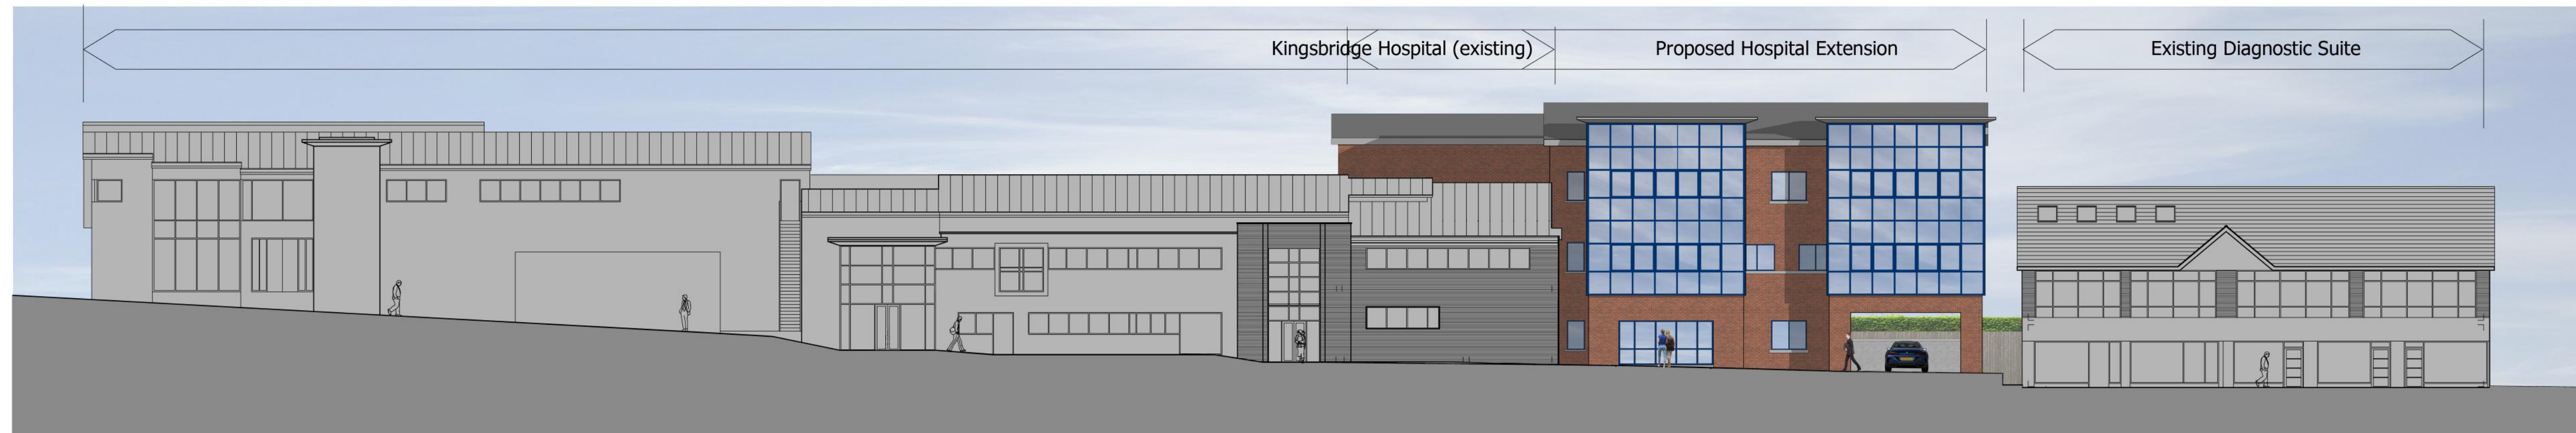 Kingsbridge Hospital (existing)
Proposed Hospital Extension
Existing Diagnostic Suite